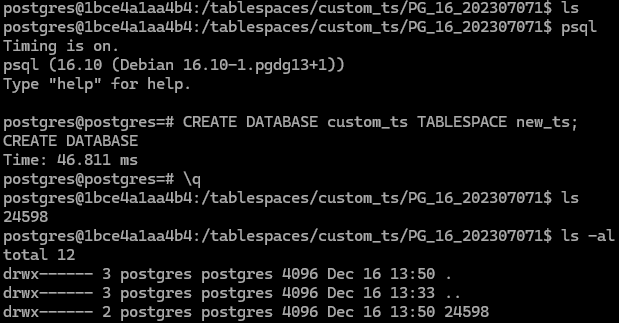 postgres@1bce4a1aa4b4:/tablespaces/custom_ts/PG_16_202307071$ ls
postgres@1bce4a1aa4b4:/tablespaces/custom_ts/PG_16_202307071$ psql
Timing is on.
psql (16.10 (Debian 16.10-1.pgdg13+1))
Type "help" for help.
postgres@postgres=# CREATE DATABASE custom_ts TABLESPACE new_ts;
CREATE DATABASE
Time: 46.811 ms
postgres@postgres=# \q
postgres@1bce4a1aa4b4:/tablespaces/custom_ts/PG_16_202307071$ ls
24598
postgres@1bce4a1aa4b4:/tablespaces/custom_ts/PG_16_202307071$ ls -al
total 12
drwx------ 3 postgres postgres 4096 Dec 16 13:50 .
drwx------ 3 postgres postgres 4096 Dec 16 13:33 ..
drwx------ 2 postgres postgres 4096 Dec 16 13:50 24598